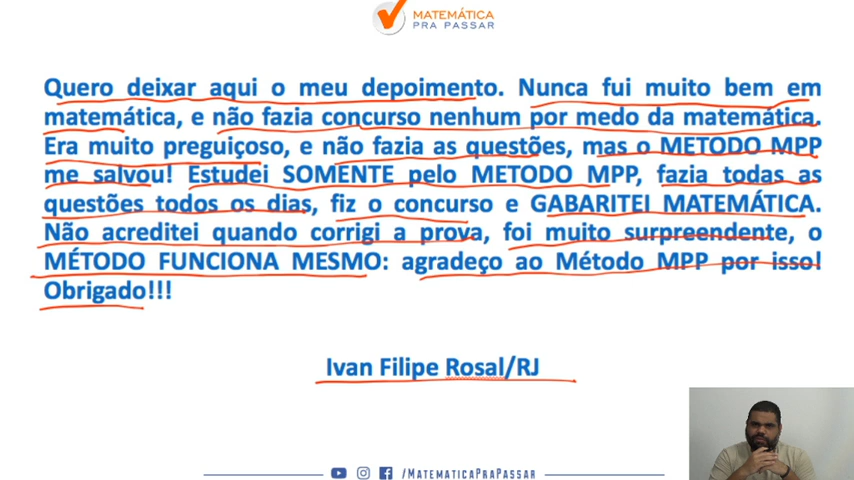 MATEMÁTICA
PRA PASSAR
Quero deixar aqui o meu depoimento. Nunca fui muito bem em
matemática, e não fazia concurso nenhum por medo da matemática.
Era muito preguiçoso, e não fazia as questões, mas o METODO MPP
me salvou! Estudei SOMENTE pelo METODO MPP, fazia todas as
questões todos os dias, fiz o concurso e GABARITEI MATEMÁTICA.
Não acreditei quando corrigi a prova, foi muito surpreendente, o
MÉTODO FUNCIONA MESMO: agradeço ao Método MPP por isso!
Obrigado!!!
Ivan Filipe Rosal/RJ
/MATEMATICAPRAPASSAR